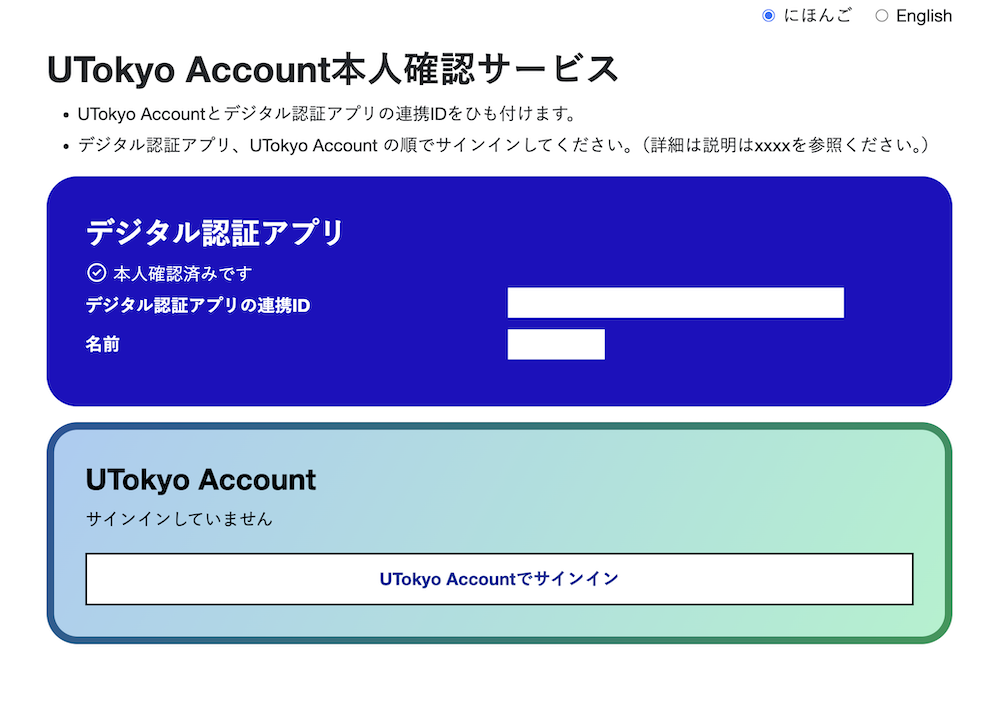 にほんご English
UTokyo Account本人確認サービス
• UTokyo Accountとデジタル認証アプリの連携IDをひも付けます。
• デジタル認証アプリ、UTokyo Account の順でサインインしてください。（詳細は説明はxxxxを参照ください。）
デジタル認証アプリ
本人確認済みです
デジタル認証アプリの連携ID
名前
UTokyo Account
サインインしていません
UTokyo Accountでサインイン